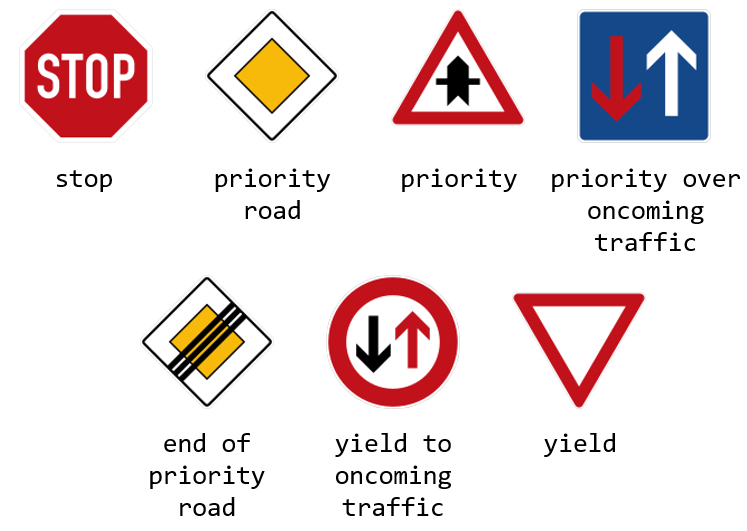 STOP
stop
priority
road
priority
priority over
oncoming
traffic
end of
priority
road
yield to
oncoming
traffic
yield